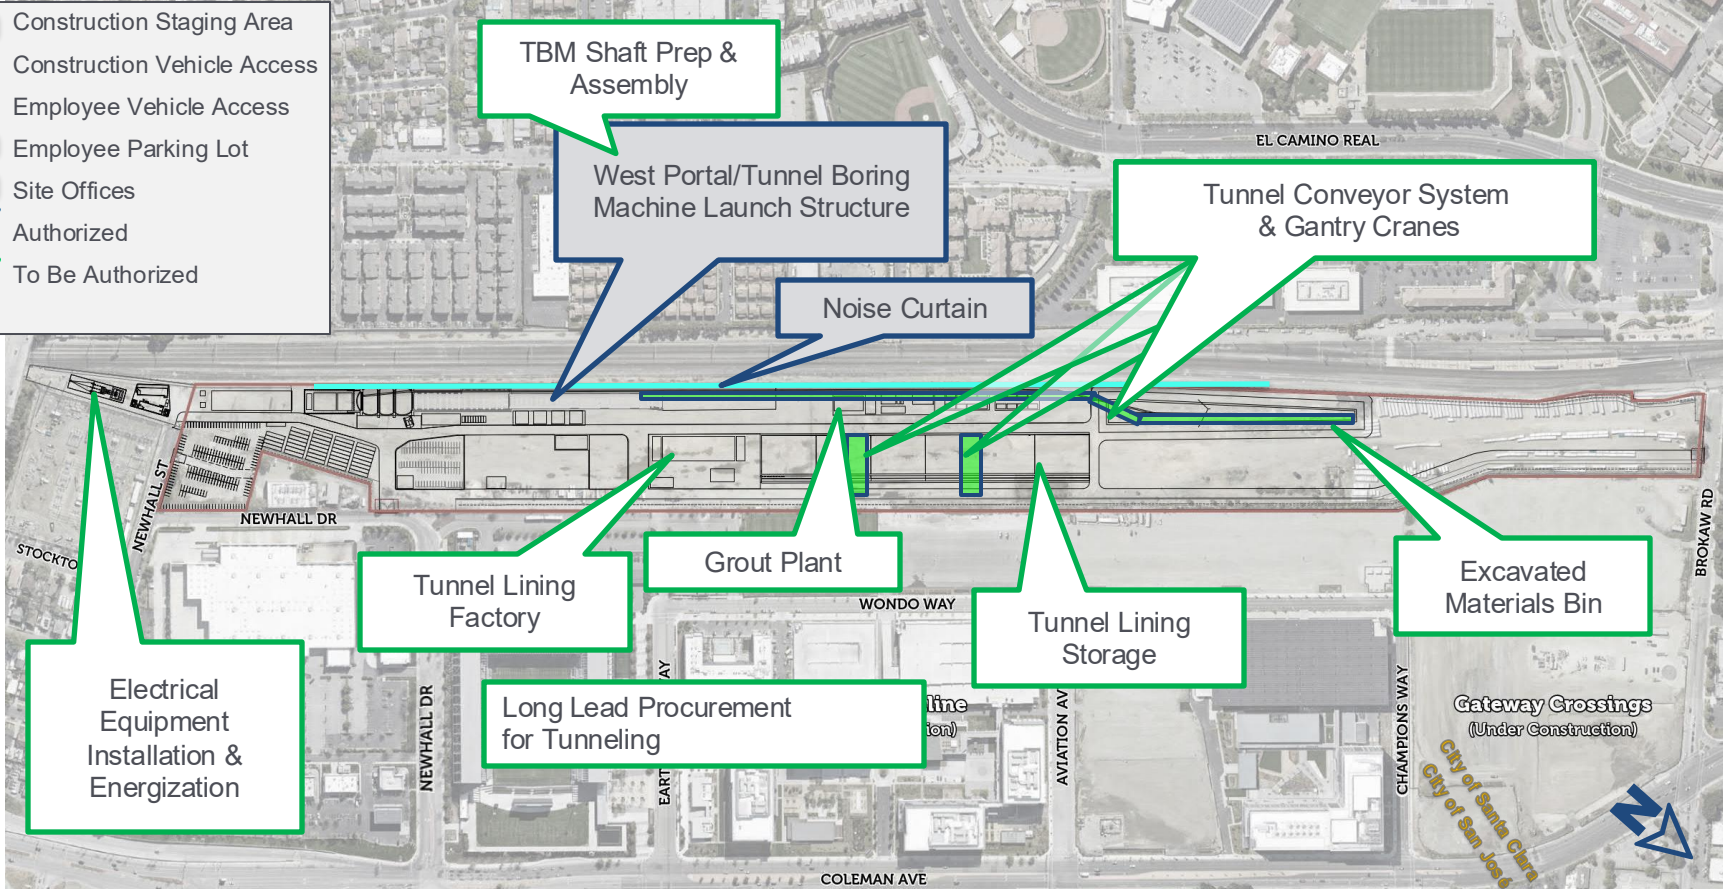 Construction Staging Area
Construction Vehicle Access
Employee Vehicle Access
Employee Parking Lot
Site Offices
Authorized
To Be Authorized
TBM Shaft Prep &
Assembly
West Portal/Tunnel Boring
Machine Launch Structure
EL CAMINO REAL
Tunnel Conveyor System
& Gantry Cranes
Noise Curtain
NEWHALL ST
NEWHALL DR
STOCKTO
Tunnel Lining
Factory
Grout Plant
WONDO WAY
Tunnel Lining
Storage
Excavated
Materials Bin
BROKAW RD
Electrical
Equipment
Installation &
Energization
NEWHALL DR
EART
WAY
Long Lead Procurement
for Tunneling
line
ion)
AVIATION AV
CHAMPIONS WAY
Gateway Crossings
(Under Construction)
City of Santa Clara
City of San José
N
COLEMAN AVE